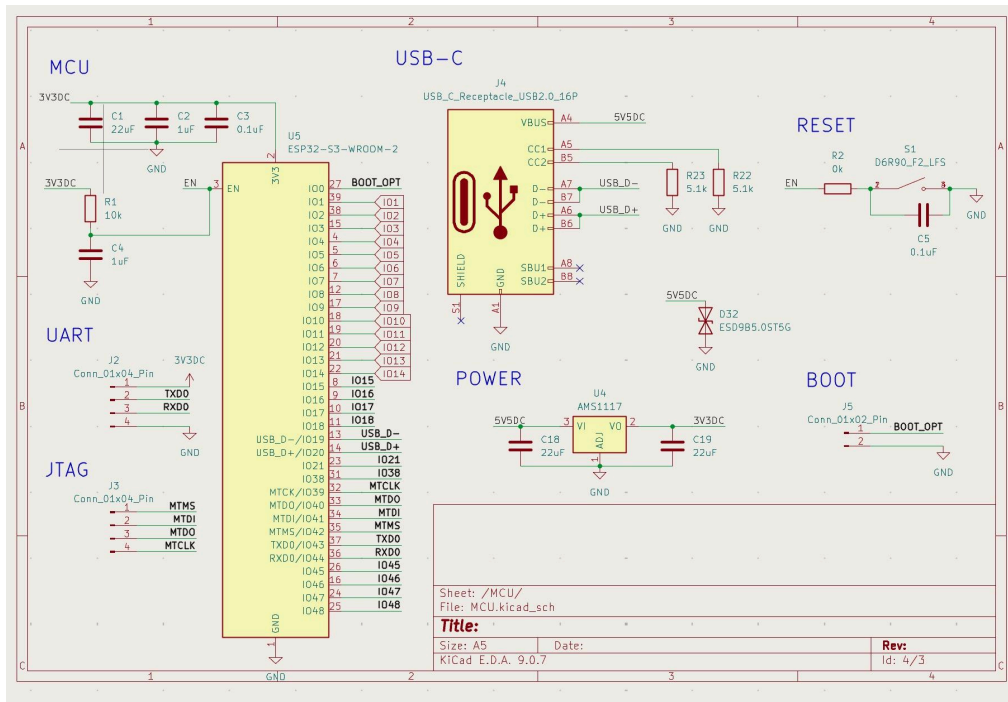 1 2 3 4
A
B
C
MCU
3V3DC
C1
22uF
C2
1uF
C3
0.1uF
GND
3V3DC
R1
10k
C4
1uF
GND
EN
U5
ESP32-S3-WROOM-2
2
3V3
3
EN
IO0 27 BOOT_OPT
IO1 39 IO1
IO2 38 IO2
IO3 15 IO3
IO4 4 IO4
IO5 5 IO5
IO6 6 IO6
IO7 7 IO7
IO8 12 IO8
IO9 17 IO9
IO10 18 IO10
IO11 19 IO11
IO12 20 IO12
IO13 21 IO13
IO14 22 IO14
IO15 8 IO15
IO16 9 IO16
IO17 10 IO17
IO18 11 IO18
USB_D-/IO19 13 USB_D-
USB_D+/IO20 14 USB_D+
IO21 23 IO21
IO38 31 IO38
MTCK/IO39 32 MTCLK
MTDO/IO40 33 MTDO
MTDI/IO41 34 MTDI
MTMS/IO42 35 MTMS
TXD0/IO43 37 TXD0
RXD0/IO44 36 RXD0
IO45 26 IO45
IO46 16 IO46
IO47 24 IO47
IO48 25 IO48
GND
1
GND
UART
J2
Conn_01x04_Pin
3V3DC
1
2 TXD0
3 RXD0
4
GND
JTAG
J3
Conn_01x04_Pin
1 MTMS
2 MTDI
3 MTDO
4 MTCLK
USB-C
J4
USB_C_Receptacle_USB2.0_16P
VBUS A4 5V5DC
CC1 A5
CC2 B5
D- A7 USB_D-
D- B7
D+ A6 USB_D+
D+ B6
SBU1 A8
SBU2 B8
SHIELD
GND
S1
A1
GND
R23
5.1k
GND
R22
5.1k
GND
5V5DC
D32
ESD9B5.0ST5G
GND
RESET
EN
R2
0k
S1
D6R90_F2_LFS
2
3
C5
0.1uF
GND
POWER
U4
AMS1117
5V5DC
3 VI
VO 2
3V3DC
ADJ
1
C18
22uF
C19
22uF
GND
BOOT
J5
Conn_01x02_Pin
1 BOOT_OPT
2
GND
Sheet: /MCU/
File: MCU.kicad_sch
Title:
Size: A5 Date: Rev:
KiCad E.D.A. 9.0.7 Id: 4/3
A
B
C
1 2 3 4